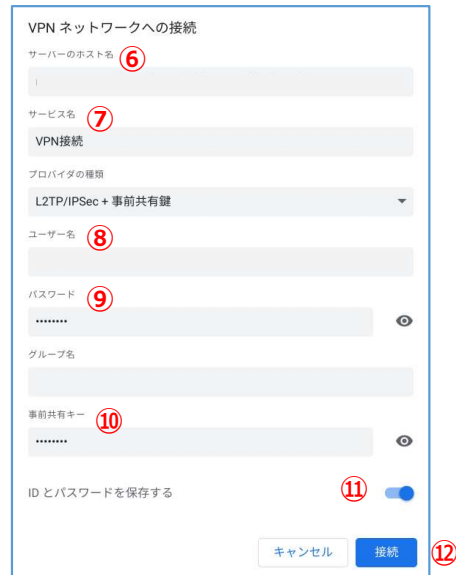 VPN ネットワークへの接続
サーバーのホスト名 ⑥
サービス名 ⑦
VPN接続
プロバイダの種類
L2TP/IPSec + 事前共有鍵
ユーザー名 ⑧
パスワード ⑨
••••••••
グループ名
事前共有キー ⑩
••••••••
ID とパスワードを保存する ⑪
キャンセル 接続 ⑫